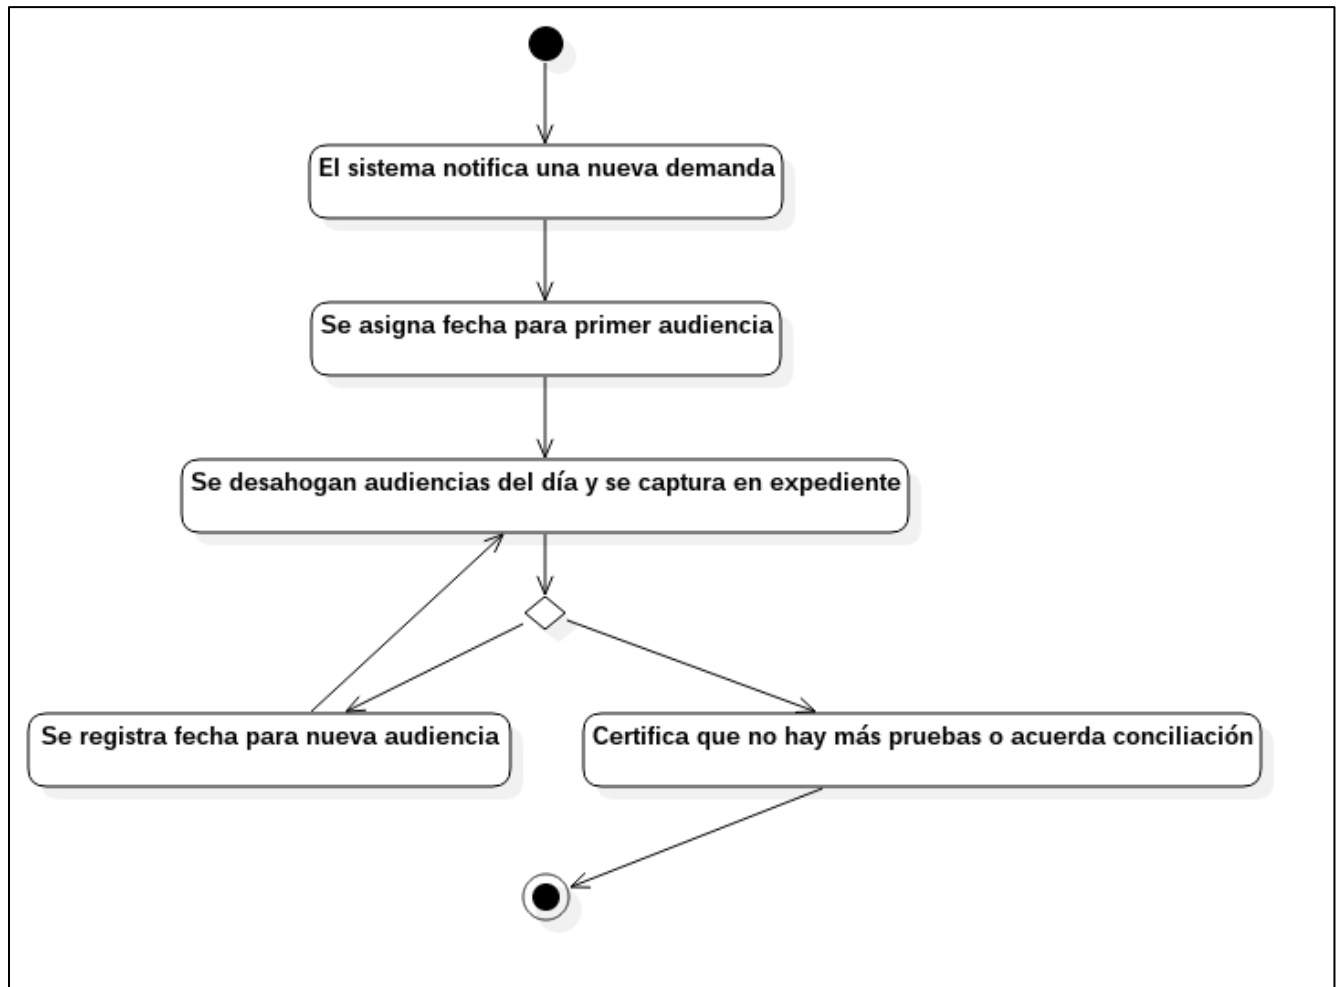 El sistema notifica una nueva demanda
Se asigna fecha para primer audiencia
Se desahogan audiencias del día y se captura en expediente
Se registra fecha para nueva audiencia
Certifica que no hay más pruebas o acuerda conciliación